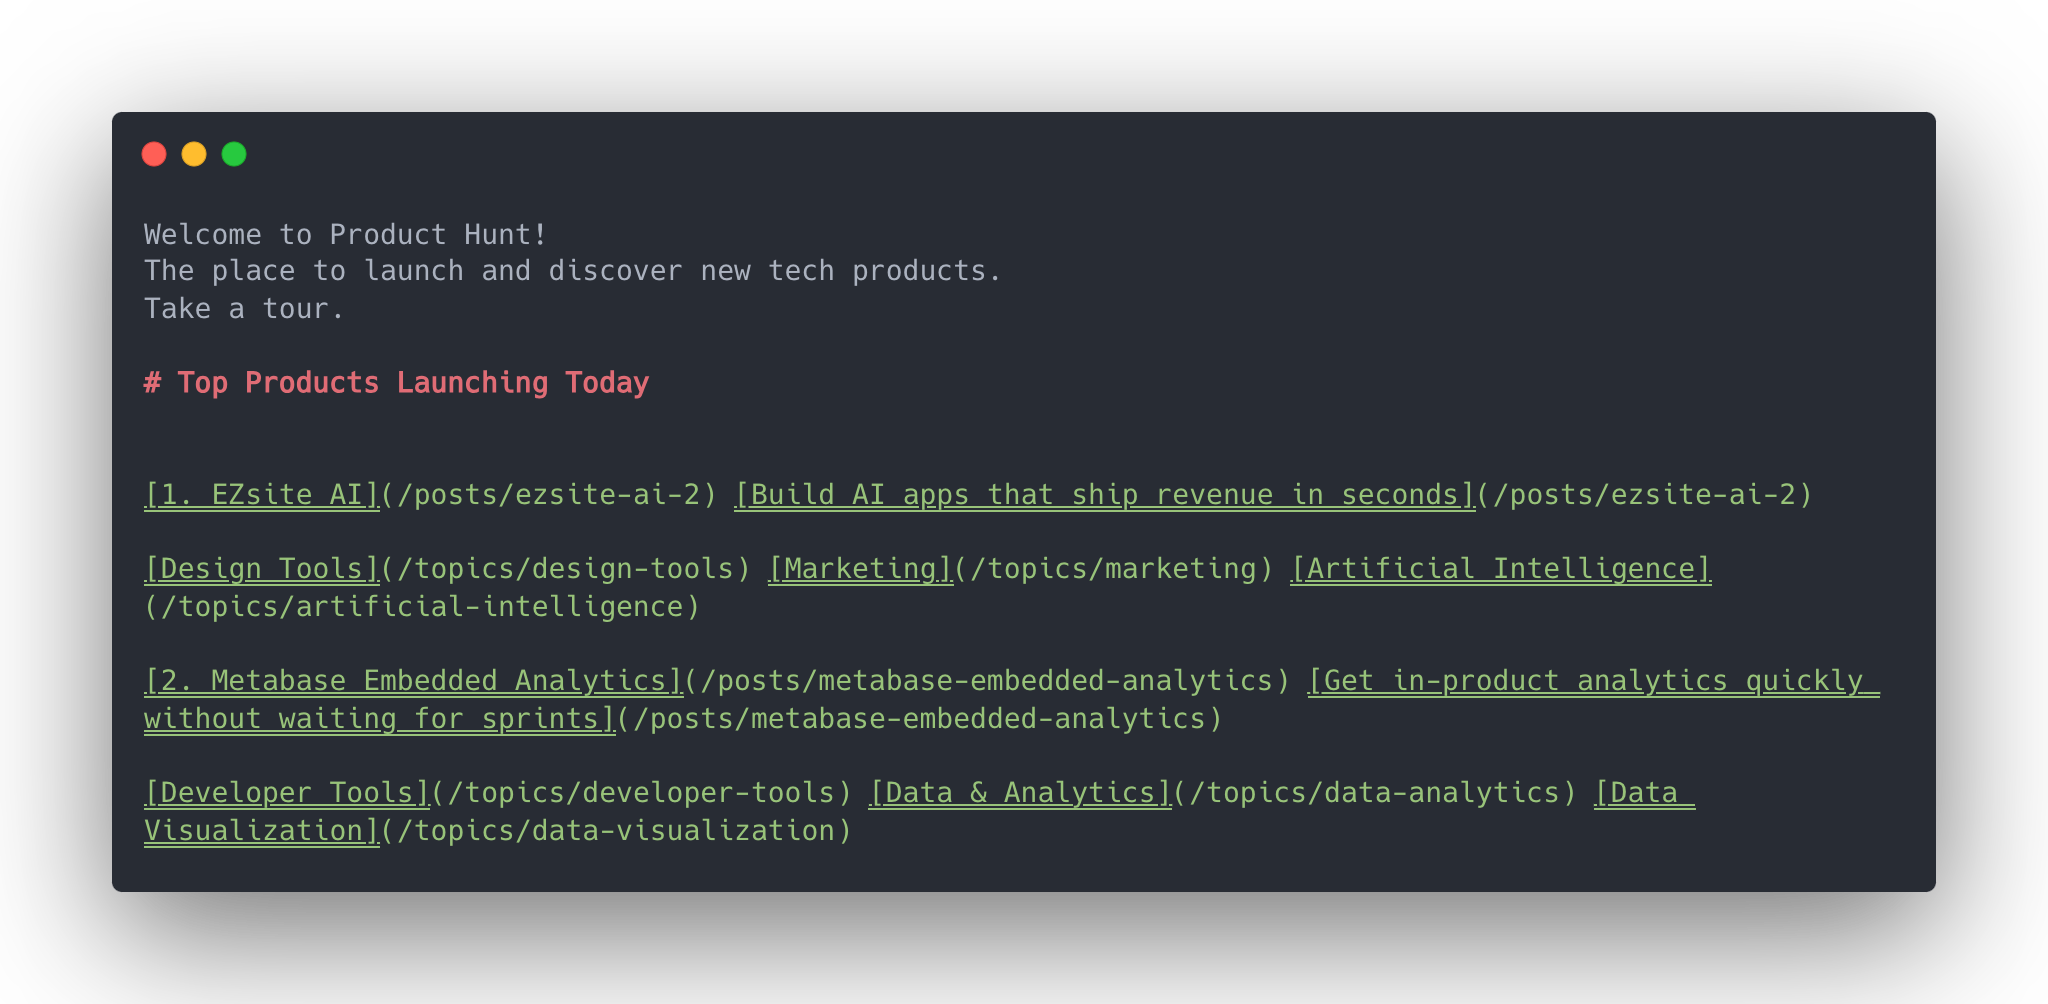 Welcome to Product Hunt!
The place to launch and discover new tech products.
Take a tour.
# Top Products Launching Today
[1. EZsite AI](/posts/ezsite-ai-2) [Build AI apps that ship revenue in seconds](/posts/ezsite-ai-2)
[Design Tools](/topics/design-tools) [Marketing](/topics/marketing) [Artificial Intelligence]
(/topics/artificial-intelligence)
[2. Metabase Embedded Analytics](/posts/metabase-embedded-analytics) [Get in-product analytics quickly
without waiting for sprints](/posts/metabase-embedded-analytics)
[Developer Tools](/topics/developer-tools) [Data & Analytics](/topics/data-analytics) [Data
Visualization](/topics/data-visualization)